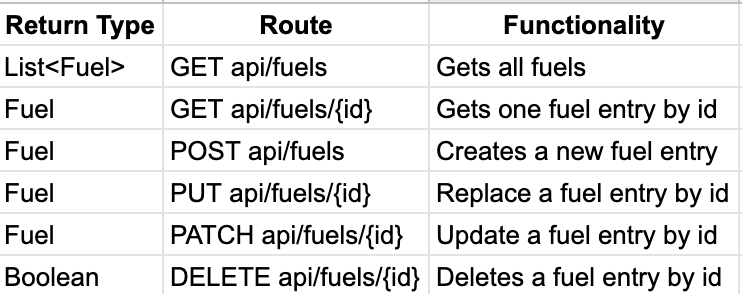 Return Type Route Functionality
List<Fuel> GET api/fuels Gets all fuels
Fuel GET api/fuels/{id} Gets one fuel entry by id
Fuel POST api/fuels Creates a new fuel entry
Fuel PUT api/fuels/{id} Replace a fuel entry by id
Fuel PATCH api/fuels/{id} Update a fuel entry by id
Boolean DELETE api/fuels/{id} Deletes a fuel entry by id